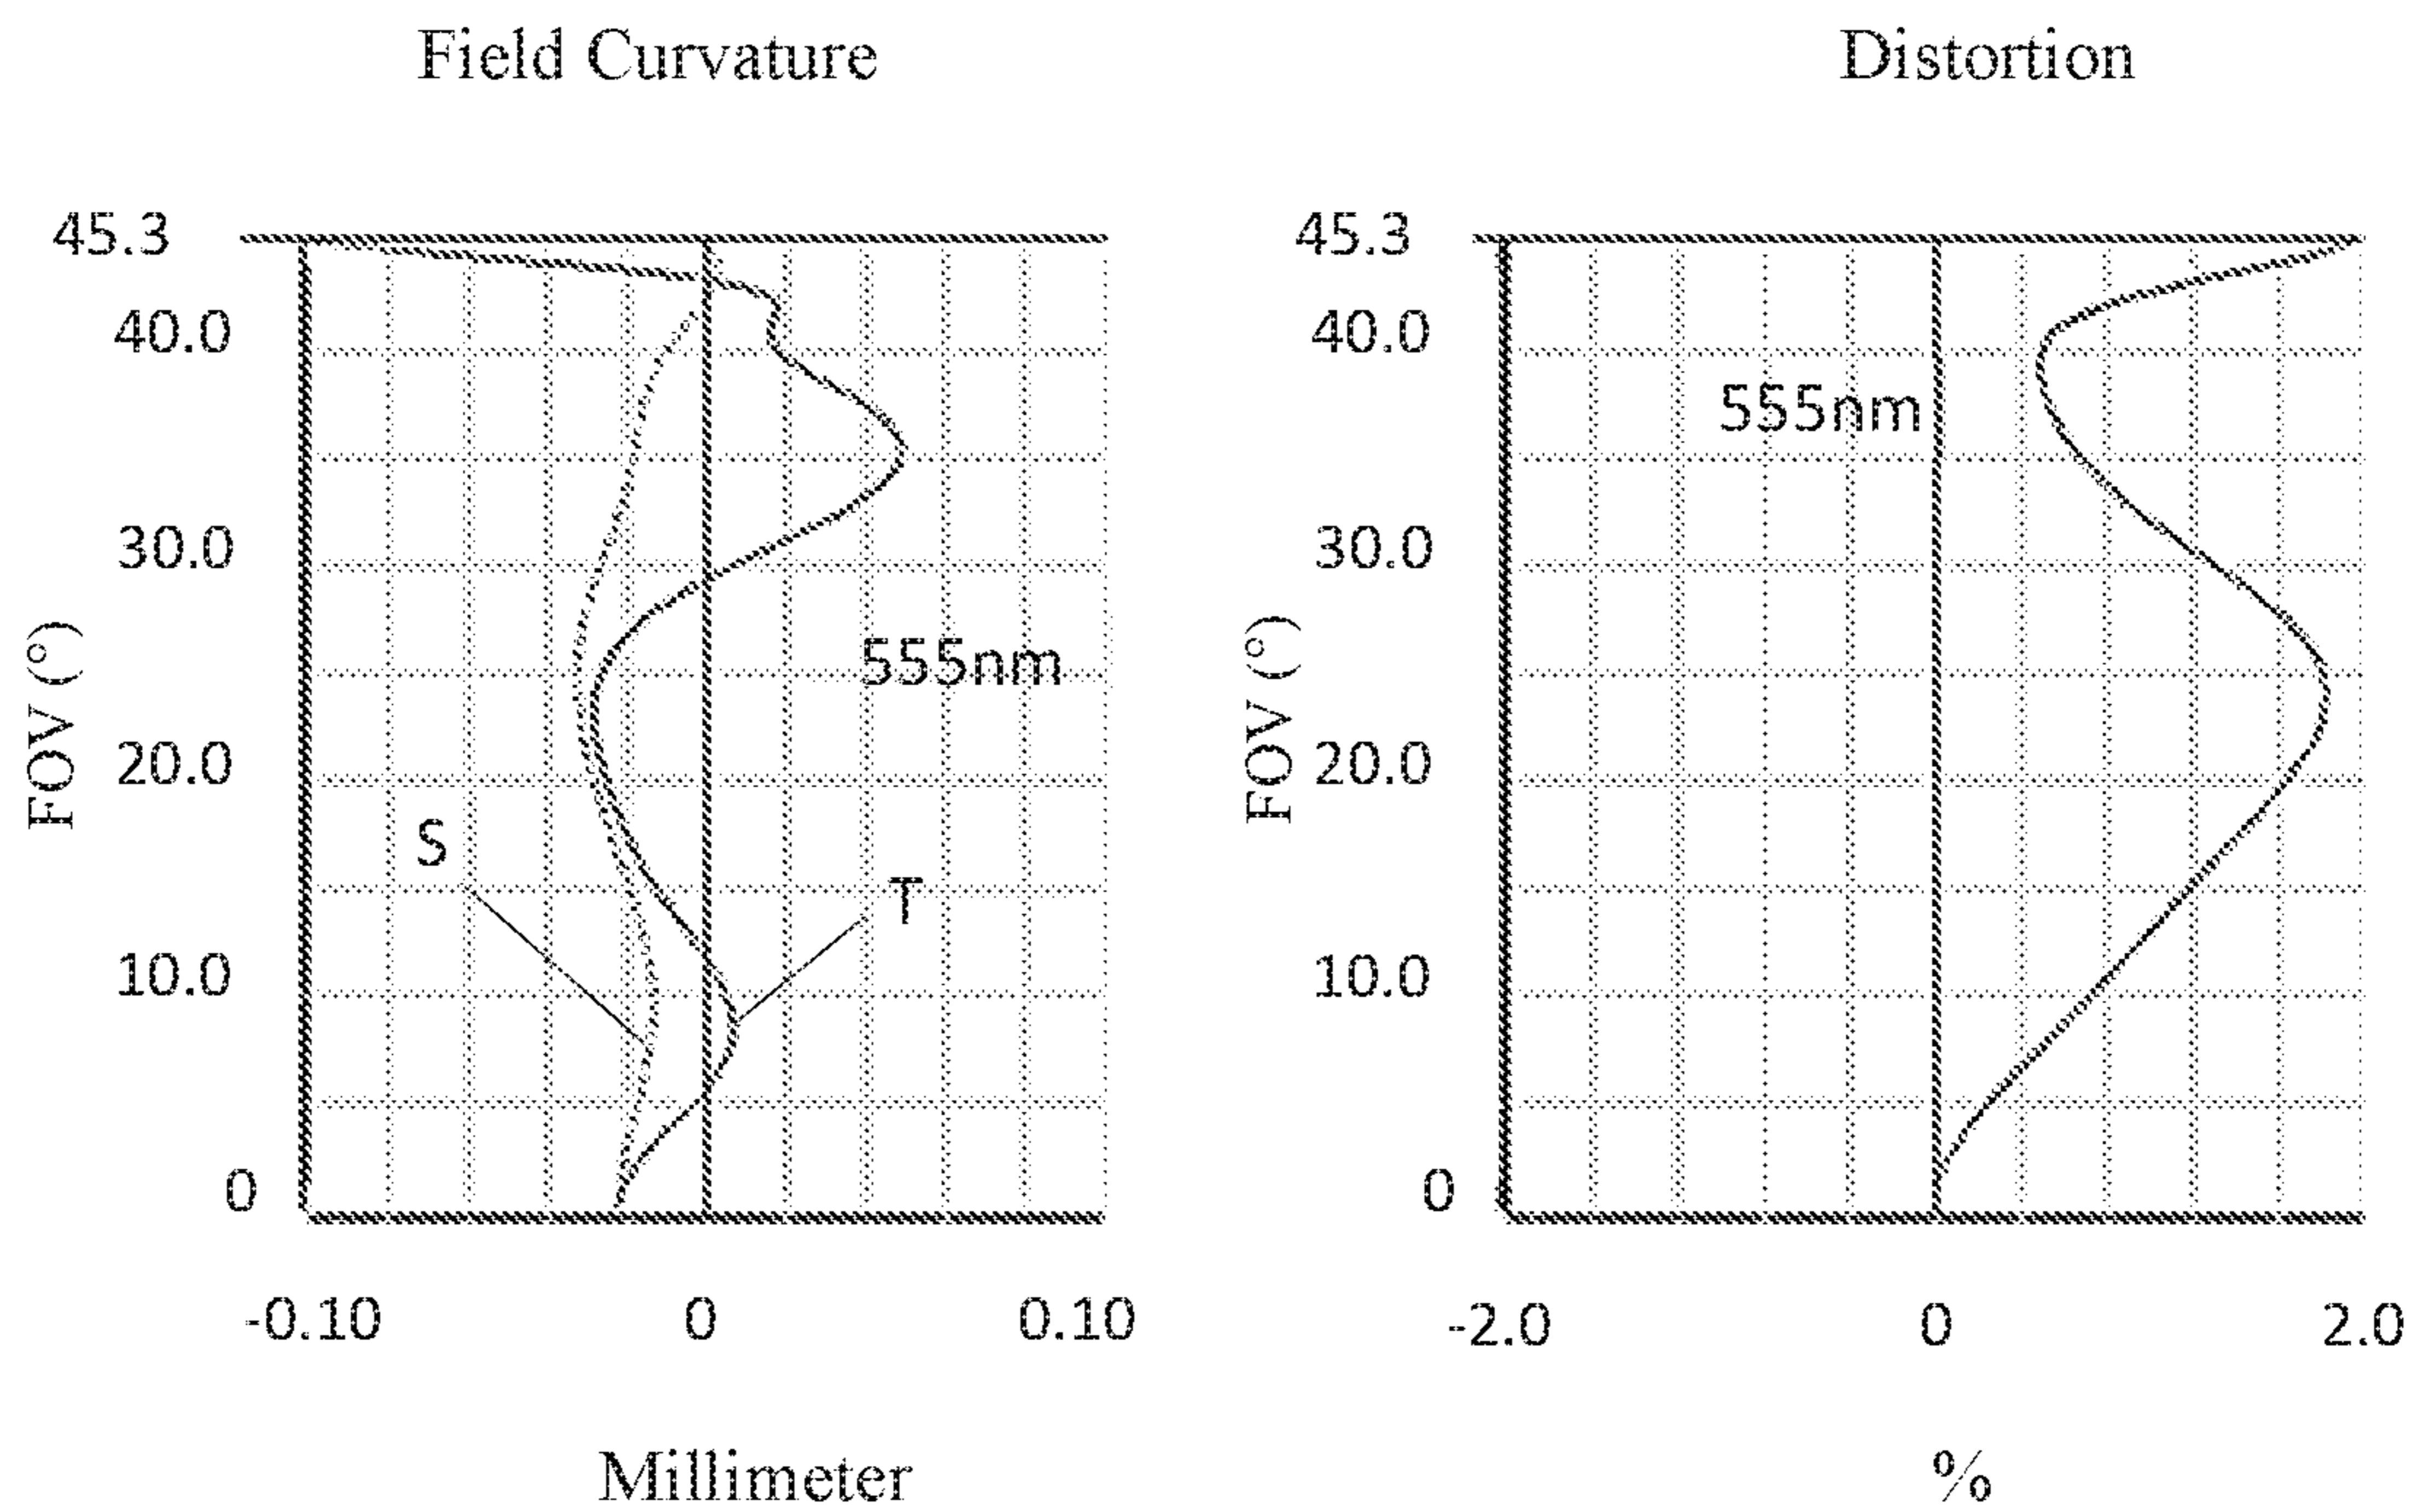 Field Curvature
45.3
40.0
30.0
20.0
10.0
0
FOV (°)
555nm
S
T
-0.10 0 0.10
Millimeter
Distortion
45.3
40.0
30.0
20.0
10.0
0
FOV (°)
555nm
-2.0 0 2.0
%